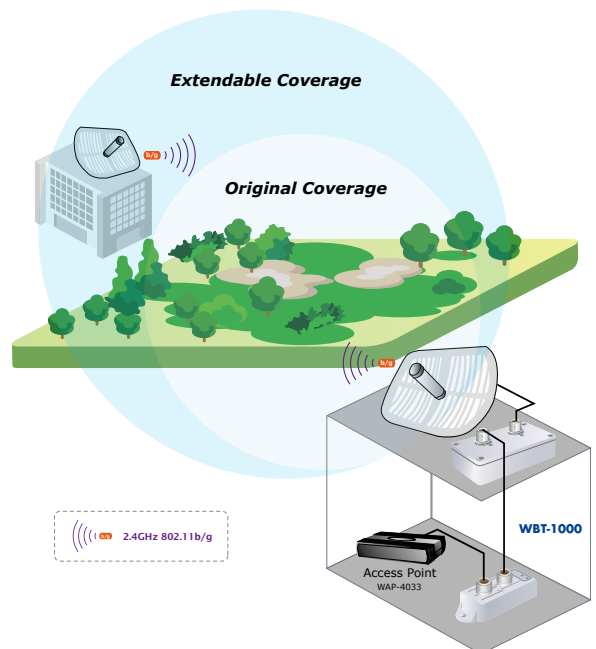 Extendable Coverage
b/g
Original Coverage
b/g
WBT-1000
b/g 2.4GHz 802.11b/g
Access Point
WAP-4033